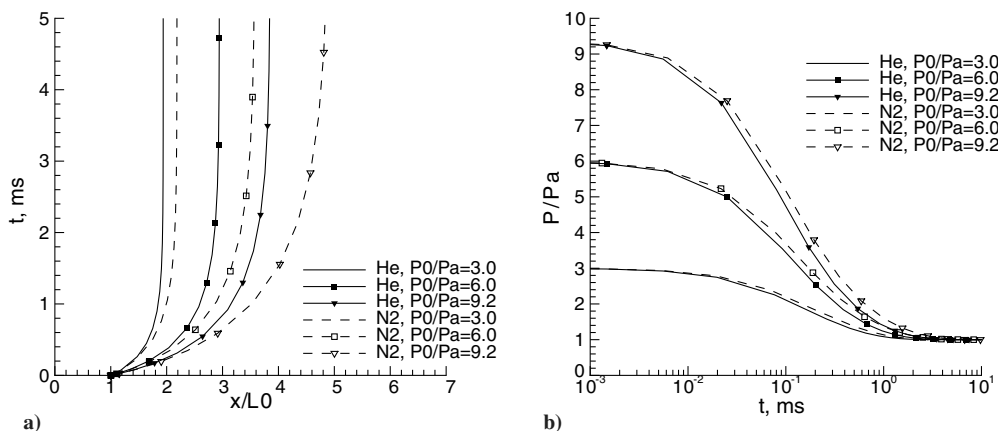 5
4
3
2
1
0
t, ms
0 1 2 3 4 5 6 7
x/L0
He, P0/Pa=3.0
He, P0/Pa=6.0
He, P0/Pa=9.2
N2, P0/Pa=3.0
N2, P0/Pa=6.0
N2, P0/Pa=9.2
a)
10
9
8
7
6
5
4
3
2
1
0
P/Pa
10⁻³ 10⁻² 10⁻¹ 10⁰ 10¹
t, ms
He, P0/Pa=3.0
He, P0/Pa=6.0
He, P0/Pa=9.2
N2, P0/Pa=3.0
N2, P0/Pa=6.0
N2, P0/Pa=9.2
b)